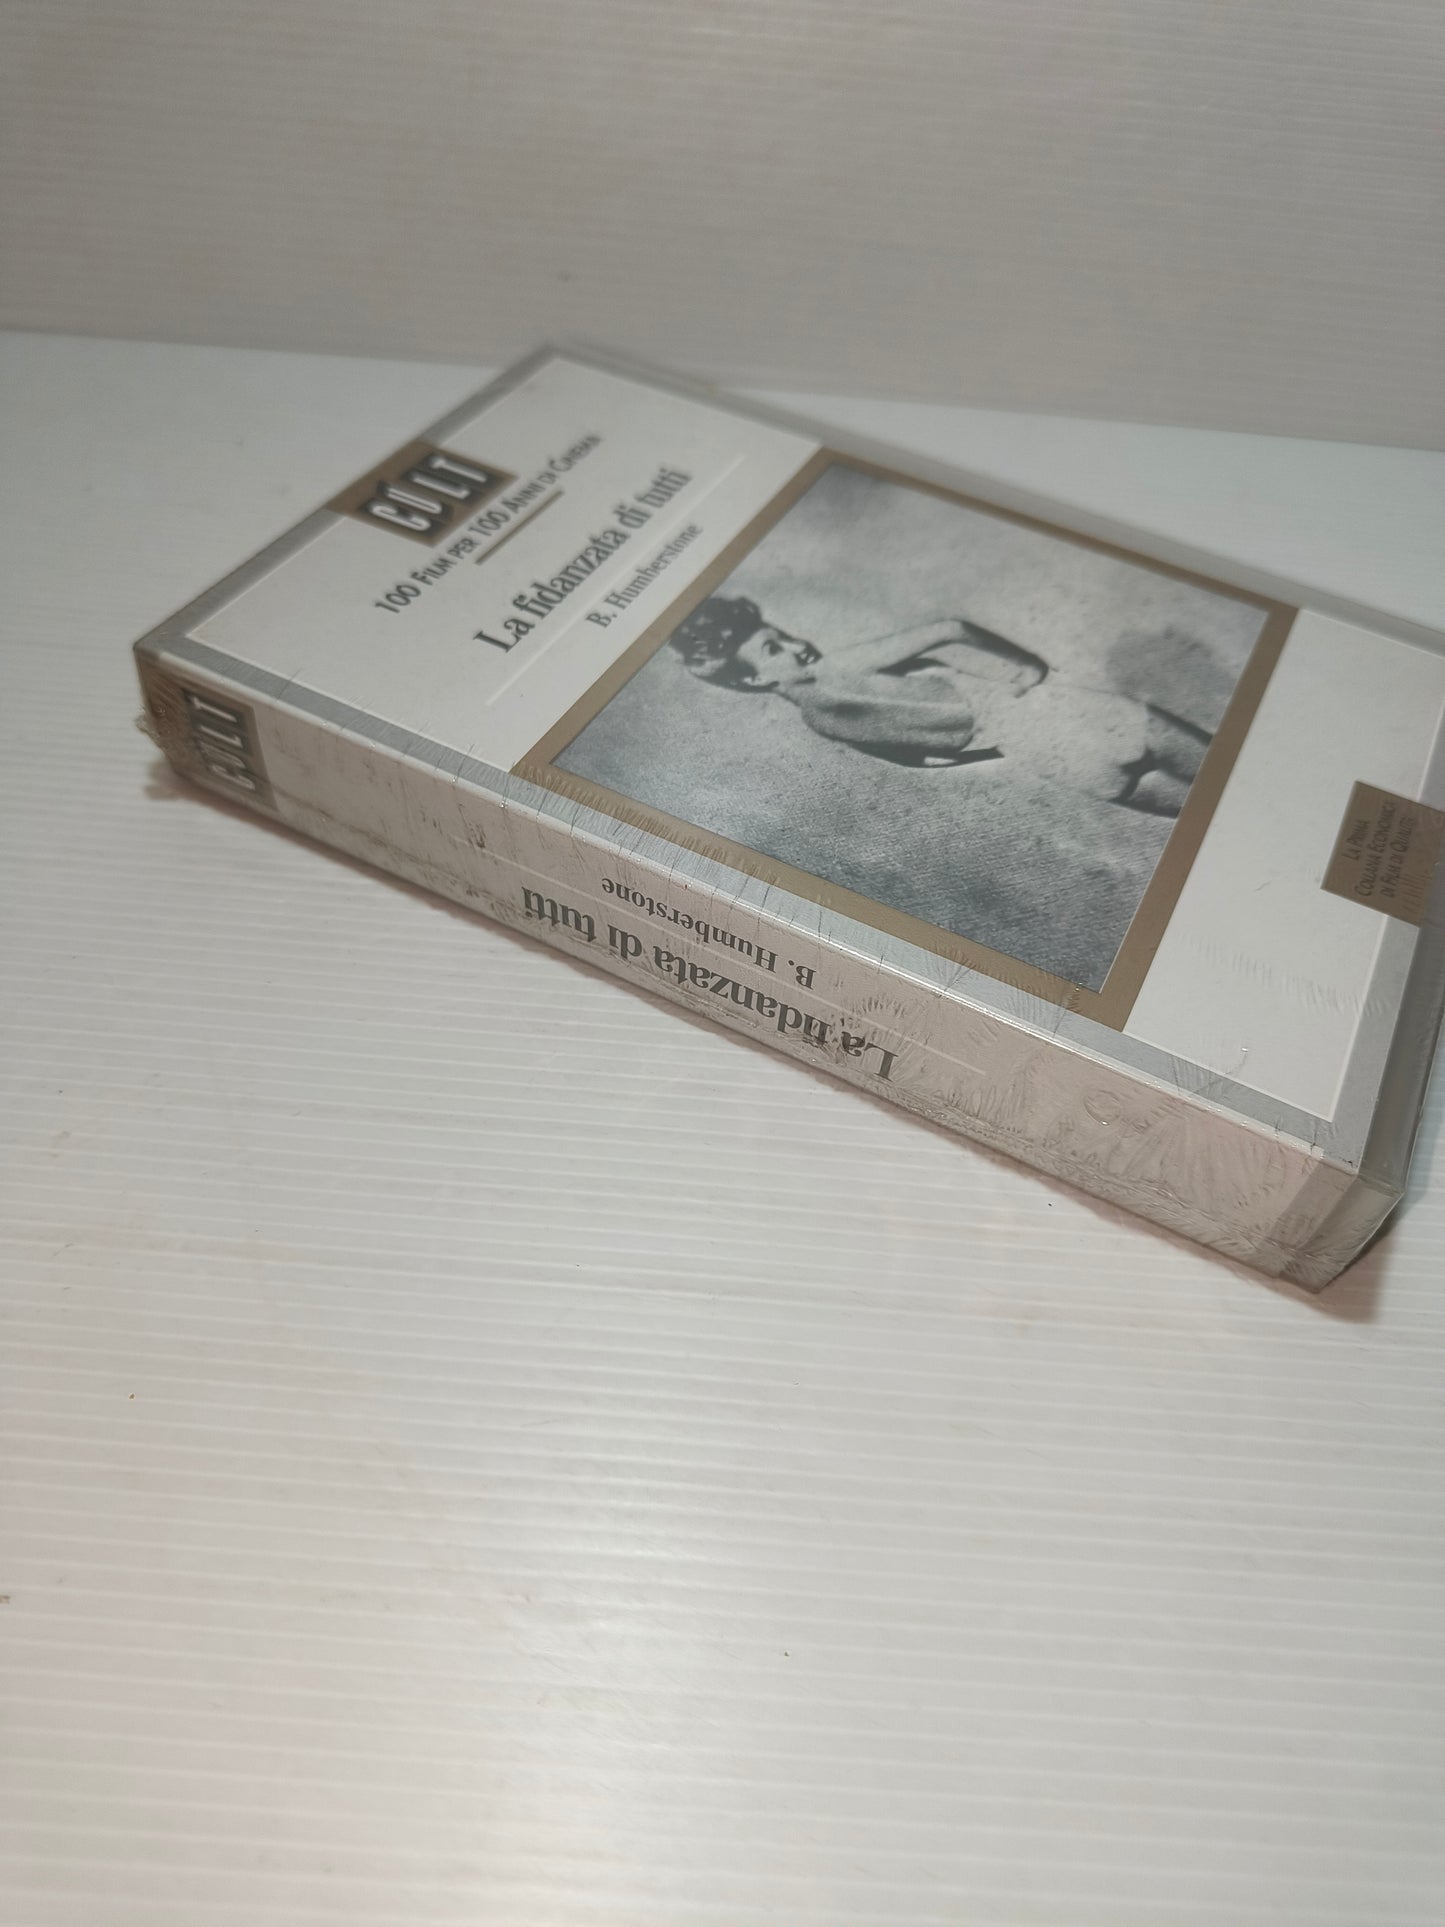 CULT
100 FILM PER 100 ANNI DI CINEMA
La fidanzata di tutti
B. Humberstone
LA PRIMA
COLLANA ECONOMICA
DI FILM DI QUALITÀ
CULT
La fidanzata di tutti
B. Humberstone